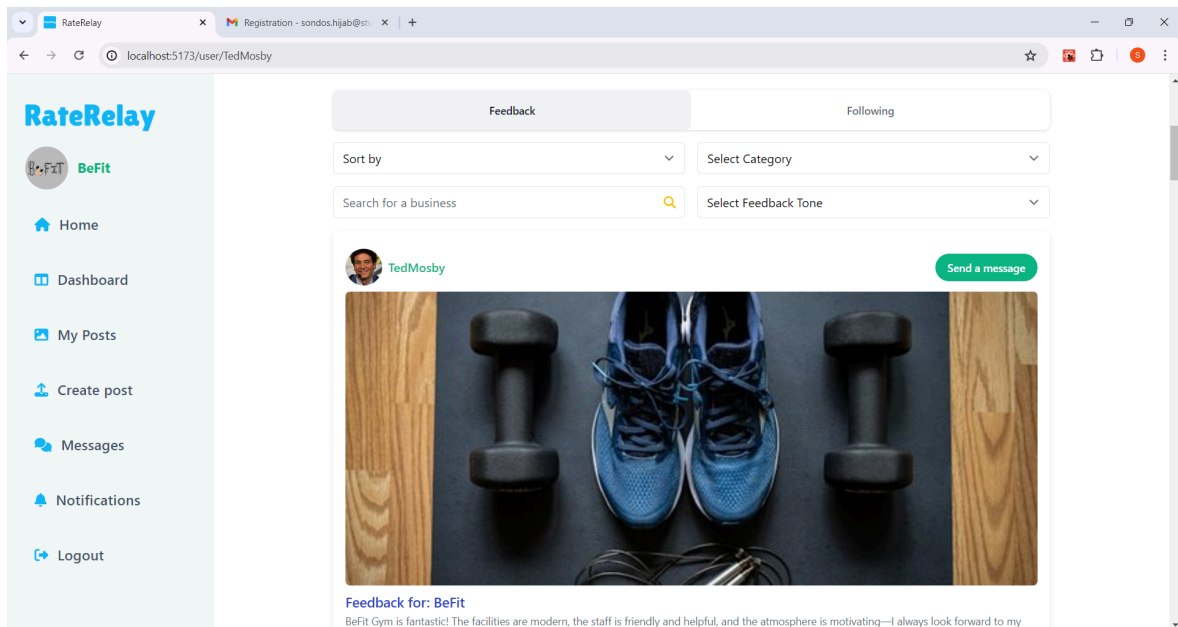 RateRelay
Registration - sondos.hijab@stu
localhost:5173/user/TedMosby
S
RateRelay
BeFiT
BeFit
Home
Dashboard
My Posts
Create post
Messages
Notifications
Logout
Feedback
Following
Sort by
Select Category
Search for a business
Select Feedback Tone
TedMosby
Send a message
Feedback for: BeFit
BeFit Gym is fantastic! The facilities are modern, the staff is friendly and helpful, and the atmosphere is motivating—I always look forward to my